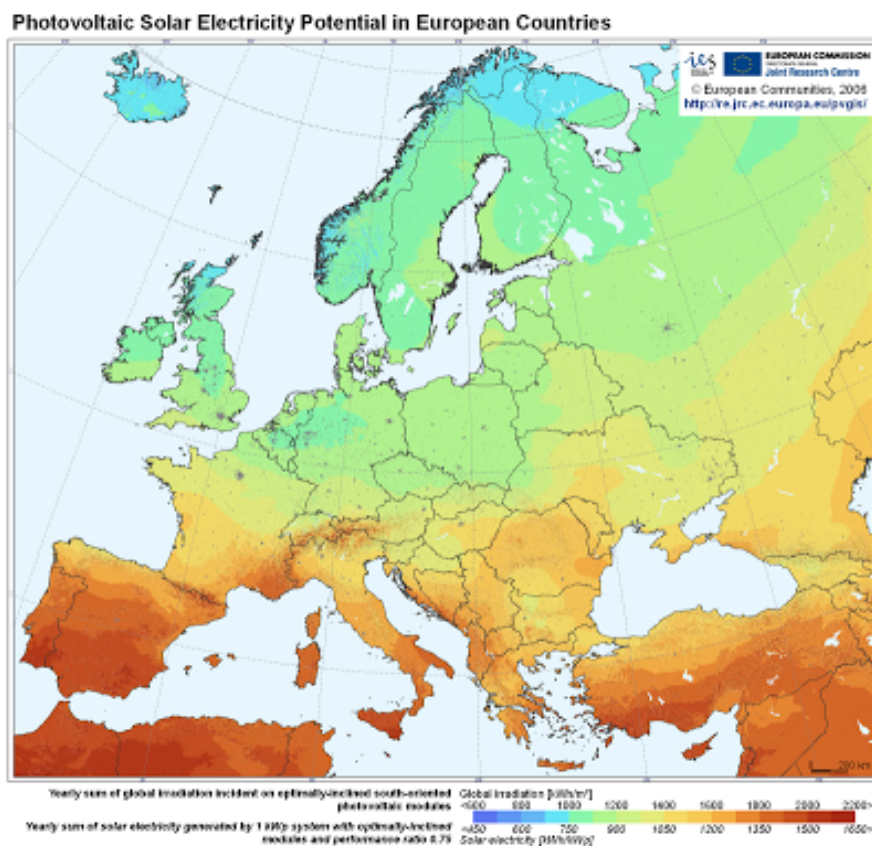 Photovoltaic Solar Electricity Potential in European Countries
ies
EUROPEAN COMMISSION
Joint Research Centre
© European Communities, 2006
http://re.jrc.ec.europa.eu/pvgis/
200 km
Yearly sum of global irradiation incident on optimally-inclined south-oriented
photovoltaic modules
Global irradiation [kWh/m²]
<600 800 1000 1200 1400 1600 1800 2000 2200>
Yearly sum of solar electricity generated by 1 kWp system with optimally-inclined
modules and performance ratio 0.75
<450 600 750 900 1050 1200 1350 1500 1650>
Solar electricity [kWh/kWp]